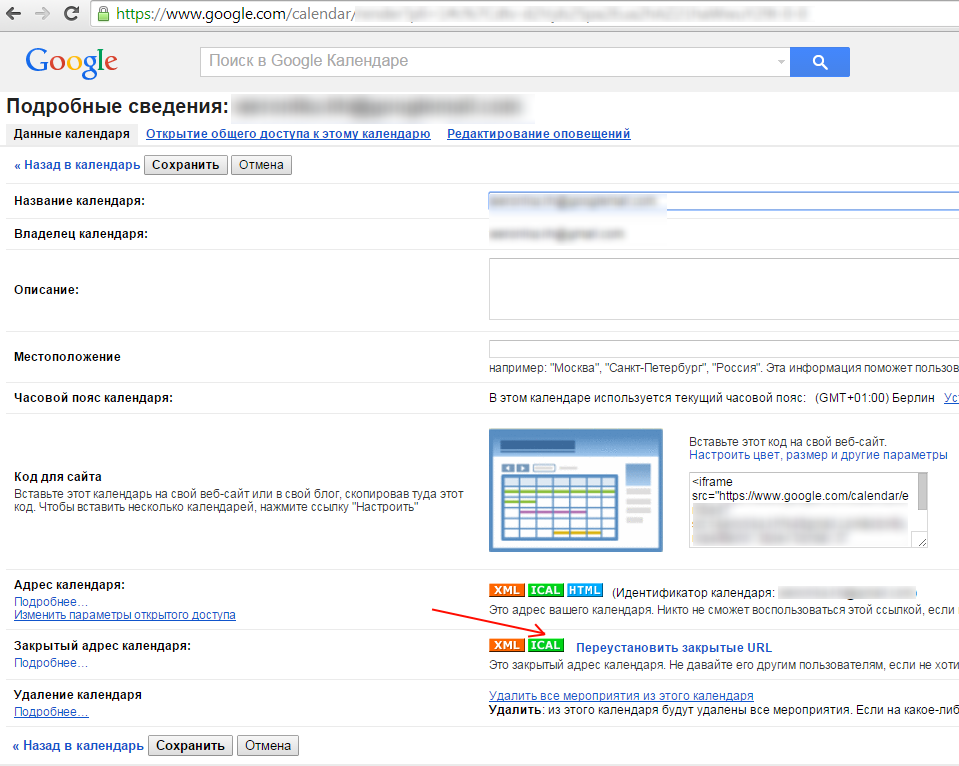 https://www.google.com/calendar/
Google
Поиск в Google Календаре
Подробные сведения:
Данные календаря Открытие общего доступа к этому календарю Редактирование оповещений
« Назад в календарь Сохранить Отмена
Название календаря:
Владелец календаря:
Описание:
Местоположение
например: "Москва", "Санкт-Петербург", "Россия". Эта информация поможет пользов
Часовой пояс календаря: В этом календаре используется текущий часовой пояс: (GMT+01:00) Берлин Ус
Код для сайта
Вставьте этот календарь на свой веб-сайт или в свой блог, скопировав туда этот
код. Чтобы вставить несколько календарей, нажмите ссылку "Настроить"
Вставьте этот код на свой веб-сайт.
Настроить цвет, размер и другие параметры
<iframe
src="https://www.google.com/calendar/e
Адрес календаря:
Подробнее…
Изменить параметры открытого доступа
XML ICAL HTML (Идентификатор календаря:
Это адрес вашего календаря. Никто не сможет воспользоваться этой ссылкой, если
Закрытый адрес календаря:
Подробнее…
XML ICAL Переустановить закрытые URL
Это закрытый адрес календаря. Не давайте его другим пользователям, если не хоти
Удаление календаря
Подробнее…
Удалить все мероприятия из этого календаря
Удалить: из этого календаря будут удалены все мероприятия. Если на какое-либ
« Назад в календарь Сохранить Отмена